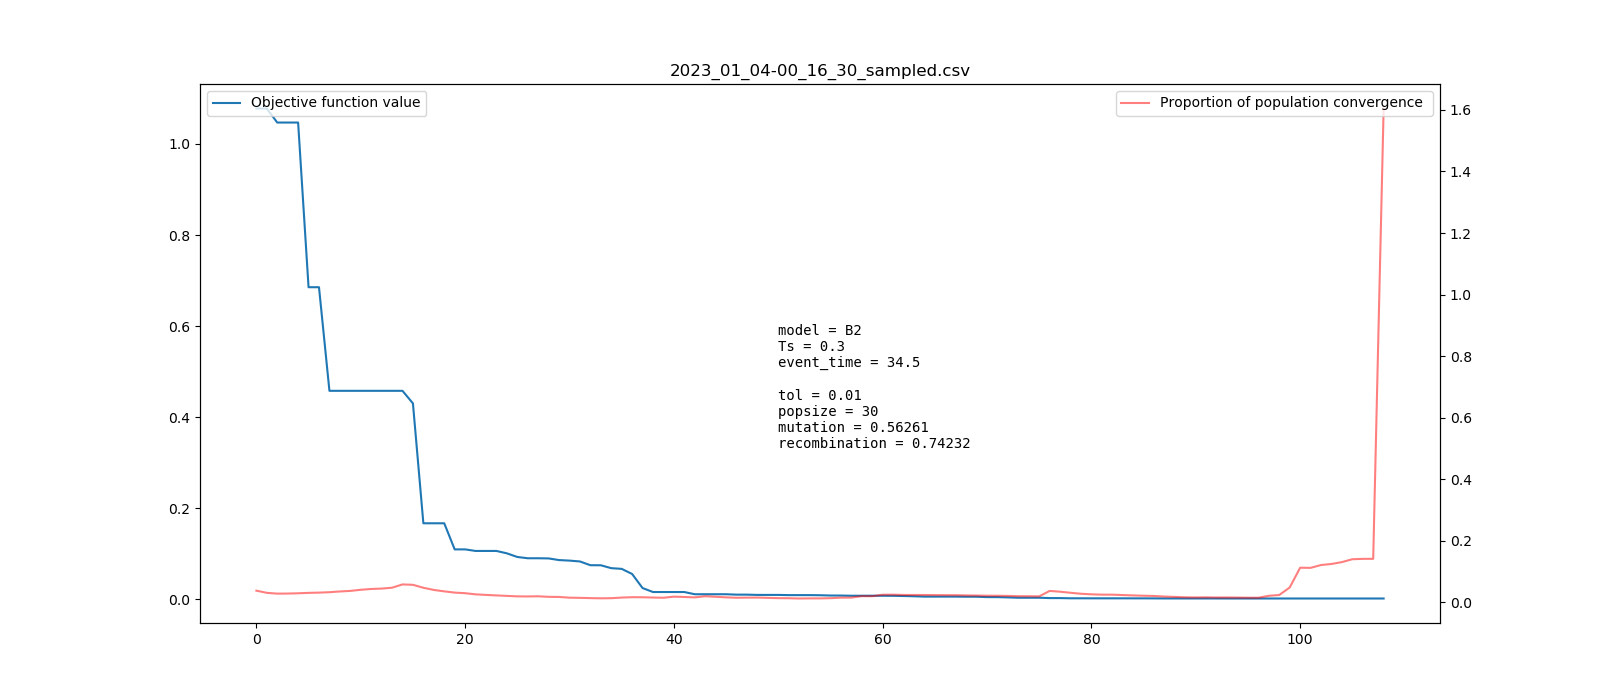 2023_01_04-00_16_30_sampled.csv
Objective function value
Proportion of population convergence
1.0
0.8
0.6
0.4
0.2
0.0
model = B2
Ts = 0.3
event_time = 34.5
tol = 0.01
popsize = 30
mutation = 0.56261
recombination = 0.74232
1.6
1.4
1.2
1.0
0.8
0.6
0.4
0.2
0.0
0 20 40 60 80 100